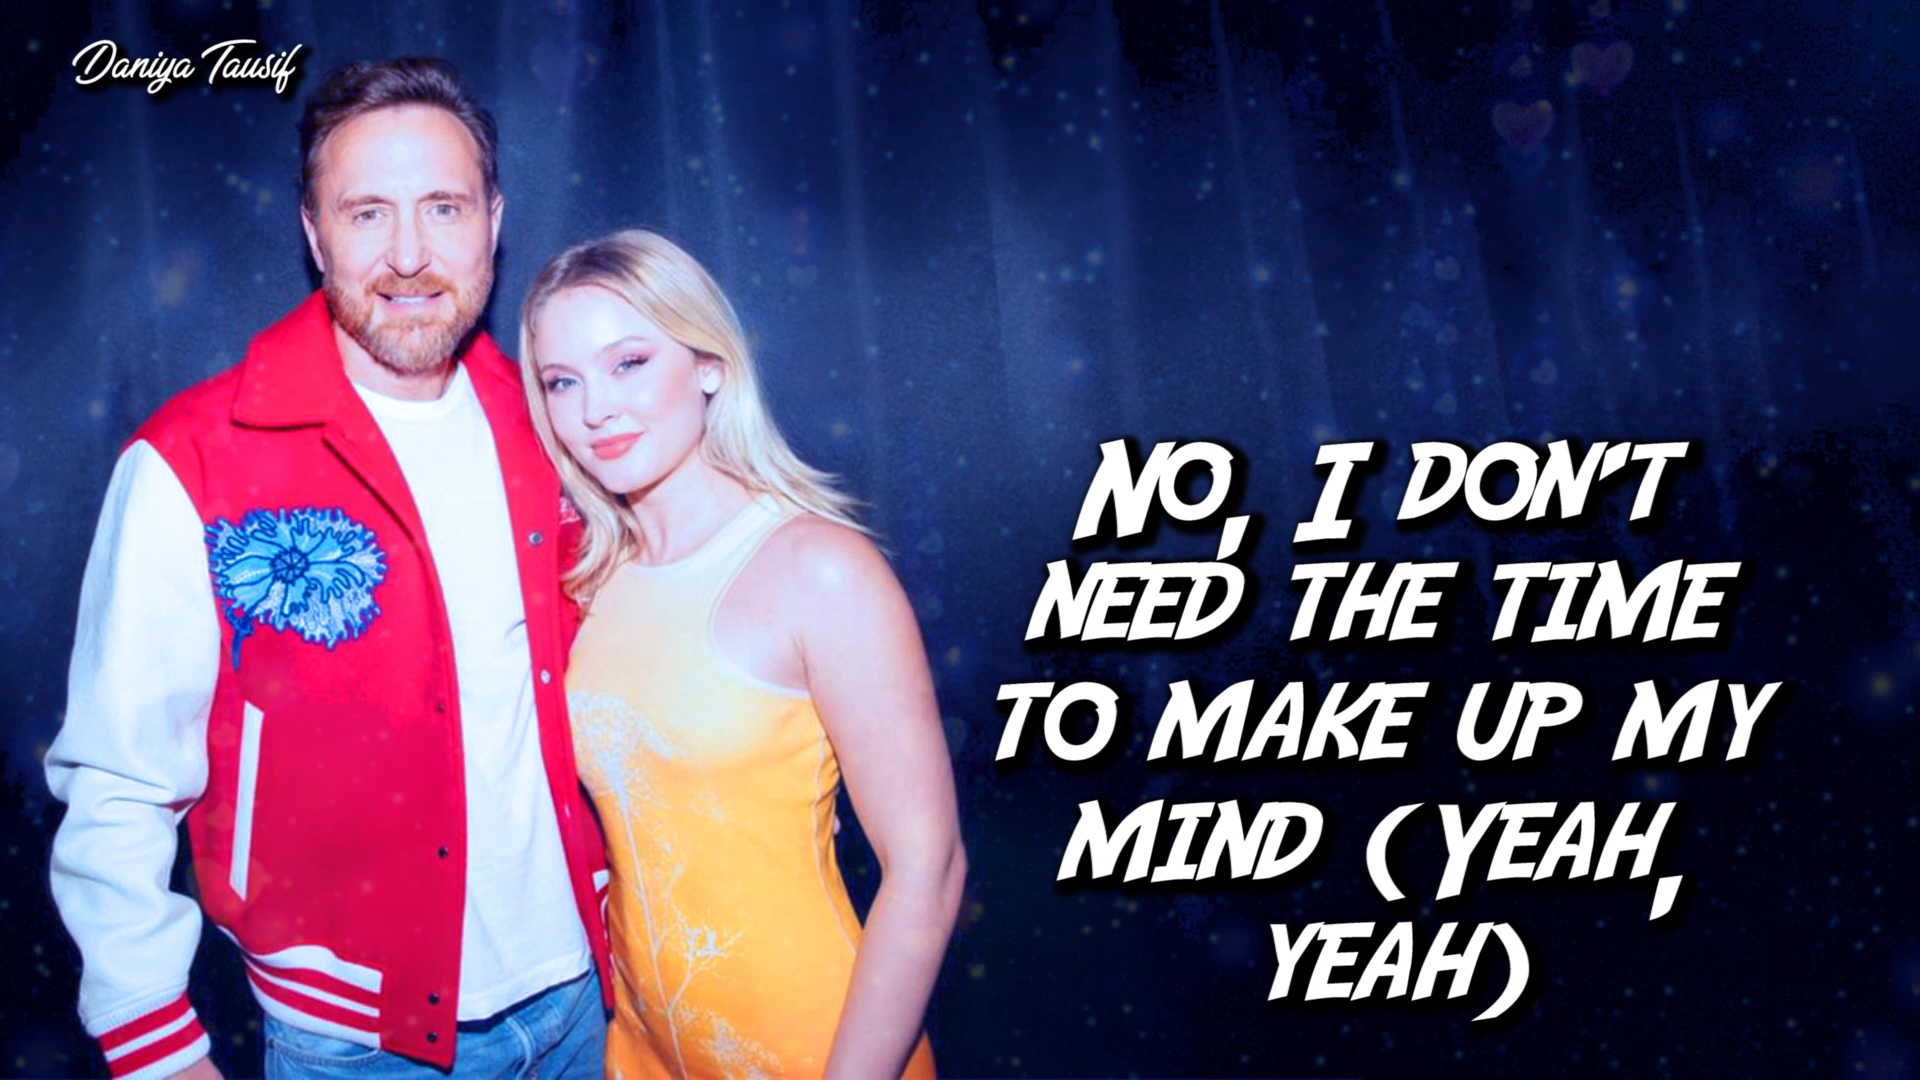 Daniya Tausif
No, I don't
need the time
to make up my
mind (Yeah,
yeah)